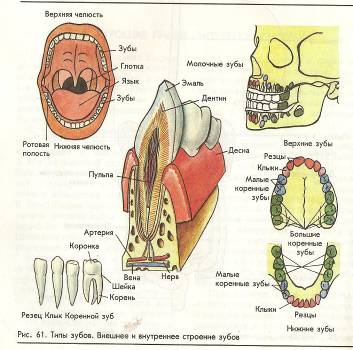 Верхняя челюсть
Зубы
Глотка
Язык
Зубы
Ротовая полость
Нижняя челюсть
Молочные зубы
Эмаль
Дентин
Десна
Пульпа
Артерия
Вена
Нерв
Коронка
Шейка
Корень
Резец Клык Коренной зуб
Верхние зубы
Резцы
Клыки
Малые
коренные
зубы
Большие
коренные
зубы
Малые
коренные зубы
Клыки
Резцы
Нижние зубы
Рис. 61. Типы зубов. Внешнее и внутреннее строение зубов